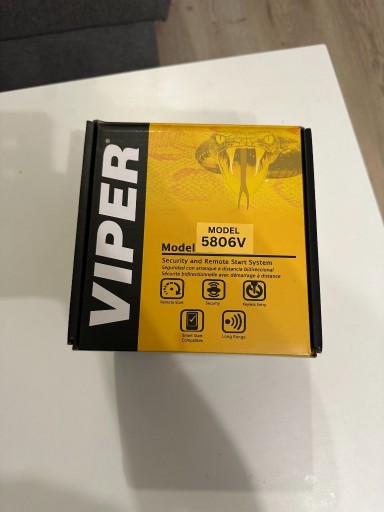 VIPER®
MODEL
Model 5806V
Security and Remote Start System
Seguridad con arranque a distancia bidireccional
Sécurité bidirectionnelle avec démarrage à distance
Remote Start
Security
Keyless Entry
Smart Start
Compatible
Long Range